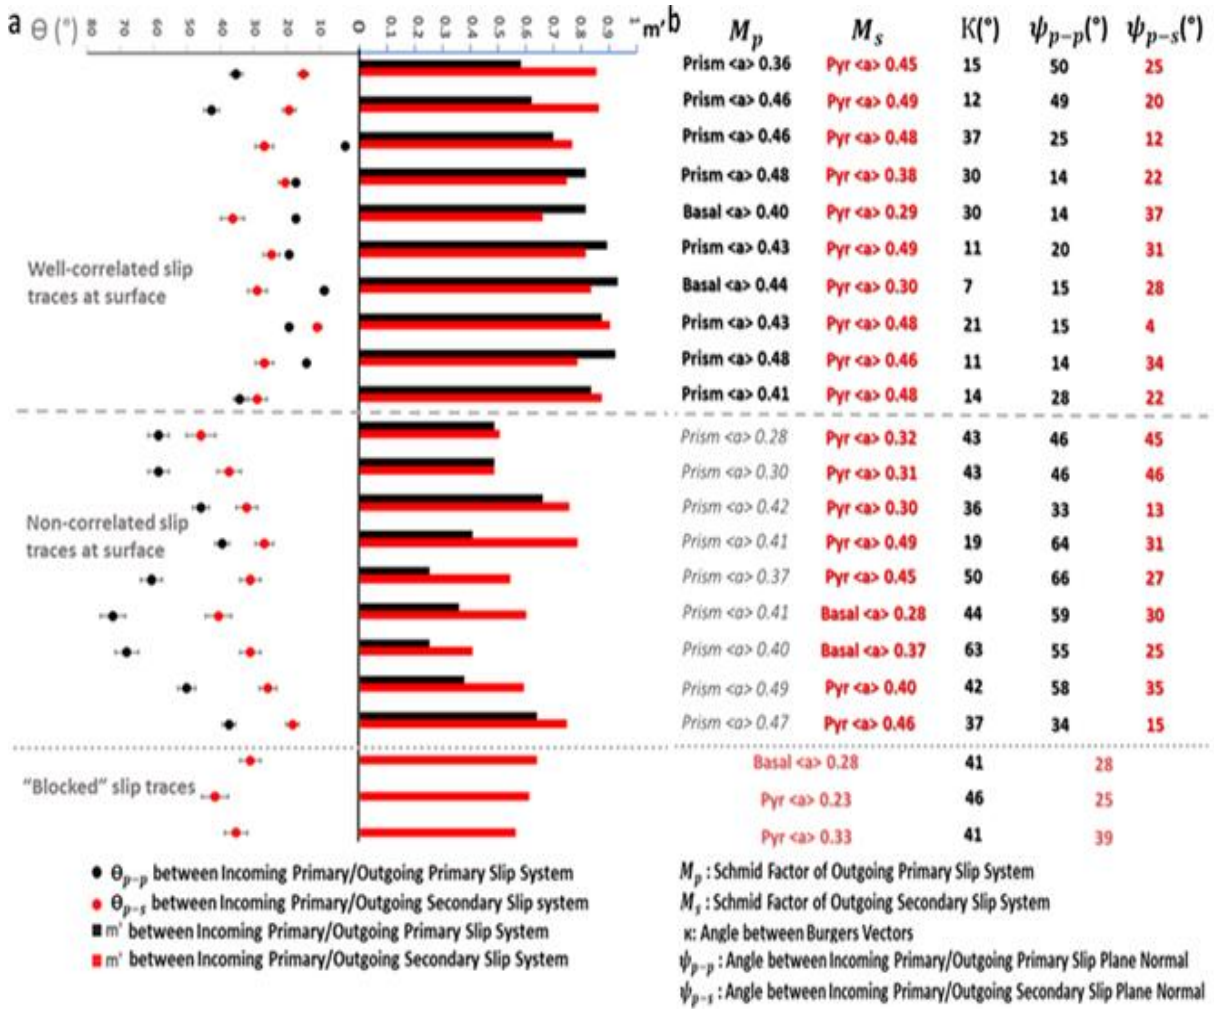 a θ (°) 80 70 60 50 40 30 20 10 0 0.1 0.2 0.3 0.4 0.5 0.6 0.7 0.8 0.9 1 m' b M_p M_s K(°) ψ_{p-p}(°) ψ_{p-s}(°)
Prism <a> 0.36 Pyr <a> 0.45 15 50 25
Prism <a> 0.46 Pyr <a> 0.49 12 49 20
Prism <a> 0.46 Pyr <a> 0.48 37 25 12
Prism <a> 0.48 Pyr <a> 0.38 30 14 22
Basal <a> 0.40 Pyr <a> 0.29 30 14 37
Prism <a> 0.43 Pyr <a> 0.49 11 20 31
Well-correlated slip
traces at surface
Basal <a> 0.44 Pyr <a> 0.30 7 15 28
Prism <a> 0.43 Pyr <a> 0.48 21 15 4
Prism <a> 0.48 Pyr <a> 0.46 11 14 34
Prism <a> 0.41 Pyr <a> 0.48 14 28 22
Prism <a> 0.28 Pyr <a> 0.32 43 46 45
Prism <a> 0.30 Pyr <a> 0.31 43 46 46
Prism <a> 0.42 Pyr <a> 0.30 36 33 13
Non-correlated slip
traces at surface
Prism <a> 0.41 Pyr <a> 0.49 19 64 31
Prism <a> 0.37 Pyr <a> 0.45 50 66 27
Prism <a> 0.41 Basal <a> 0.28 44 59 30
Prism <a> 0.40 Basal <a> 0.37 63 55 25
Prism <a> 0.49 Pyr <a> 0.40 42 58 35
Prism <a> 0.47 Pyr <a> 0.46 37 34 15
Basal <a> 0.28 41 28
"Blocked" slip traces
Pyr <a> 0.23 46 25
Pyr <a> 0.33 41 39
θ_{p-p} between Incoming Primary/Outgoing Primary Slip System
θ_{p-s} between Incoming Primary/Outgoing Secondary Slip system
m' between Incoming Primary/Outgoing Primary Slip System
m' between Incoming Primary/Outgoing Secondary Slip System
M_p : Schmid Factor of Outgoing Primary Slip System
M_s : Schmid Factor of Outgoing Secondary Slip System
κ: Angle between Burgers Vectors
ψ_{p-p} : Angle between Incoming Primary/Outgoing Primary Slip Plane Normal
ψ_{p-s} : Angle between Incoming Primary/Outgoing Secondary Slip Plane Normal